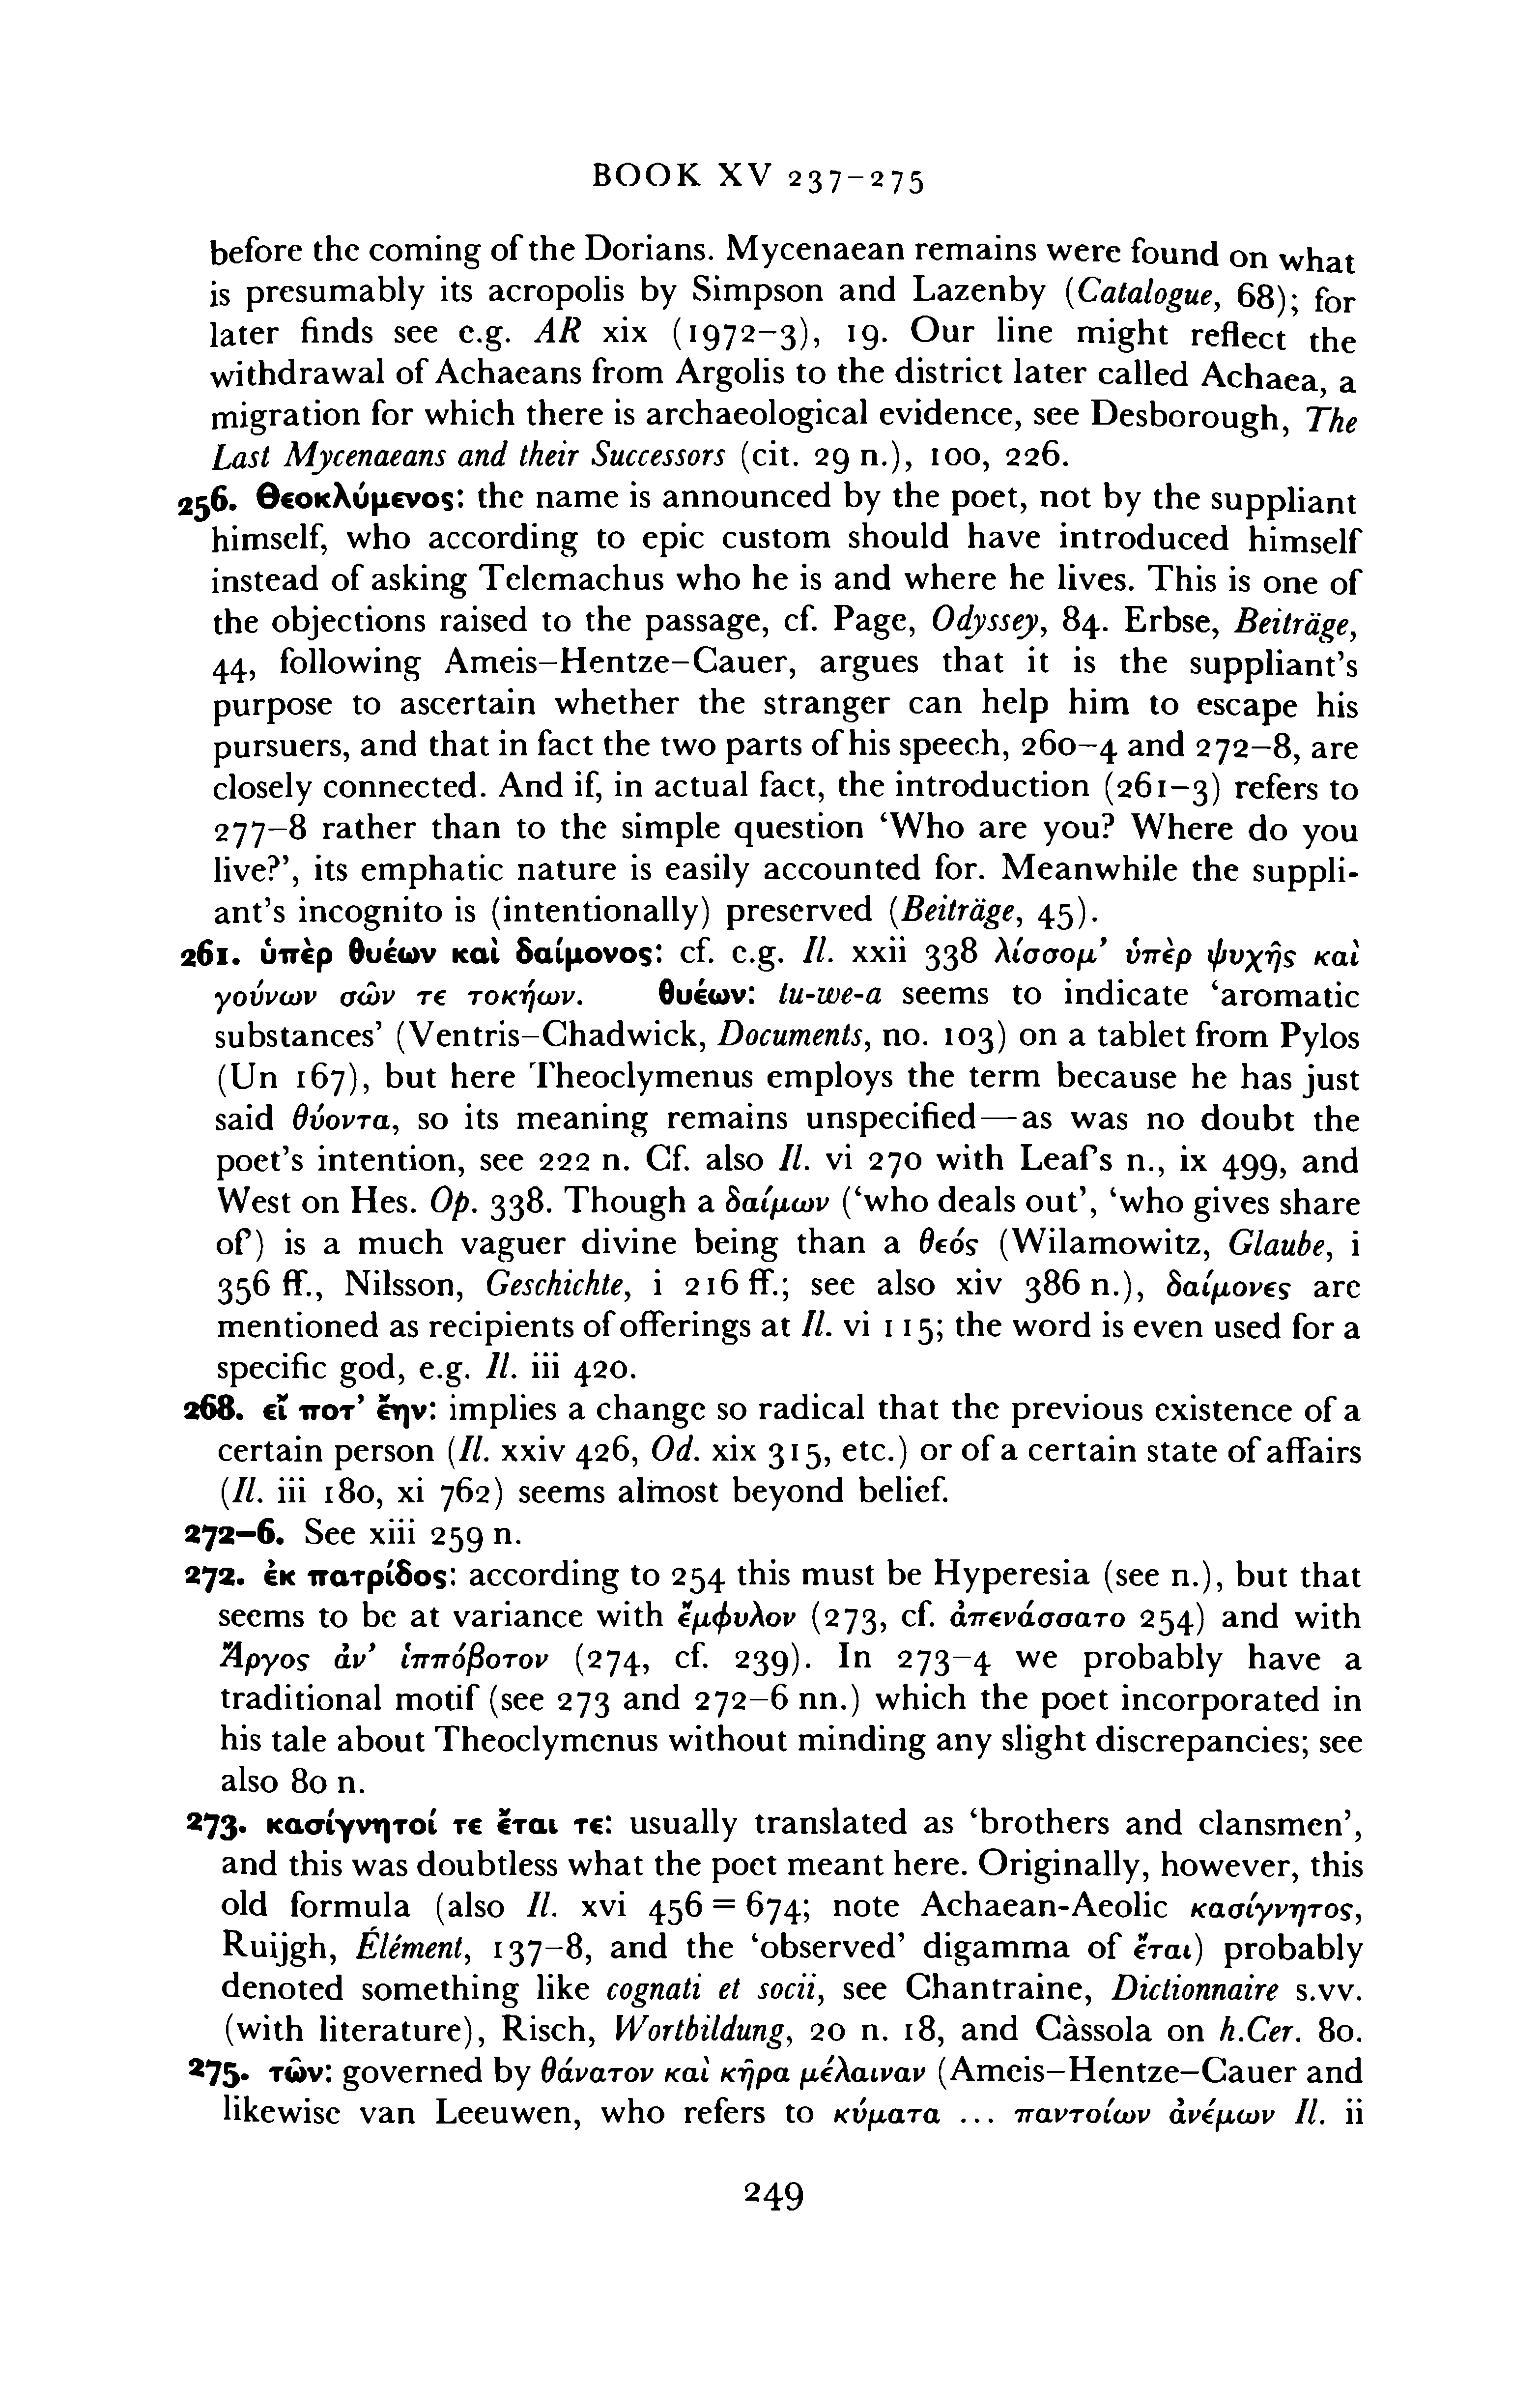 BOOK XV 237–275
before the coming of the Dorians. Mycenaean remains were found on what
is presumably its acropolis by Simpson and Lazenby (Catalogue, 68); for
later finds see e.g. AR xix (1972–3), 19. Our line might reflect the
withdrawal of Achaeans from Argolis to the district later called Achaea, a
migration for which there is archaeological evidence, see Desborough, The
Last Mycenaeans and their Successors (cit. 29 n.), 100, 226.
256. Θεοκλύμενος: the name is announced by the poet, not by the suppliant
himself, who according to epic custom should have introduced himself
instead of asking Telemachus who he is and where he lives. This is one of
the objections raised to the passage, cf. Page, Odyssey, 84. Erbse, Beiträge,
44, following Ameis–Hentze–Cauer, argues that it is the suppliant’s
purpose to ascertain whether the stranger can help him to escape his
pursuers, and that in fact the two parts of his speech, 260–4 and 272–8, are
closely connected. And if, in actual fact, the introduction (261–3) refers to
277–8 rather than to the simple question ‘Who are you? Where do you
live?’, its emphatic nature is easily accounted for. Meanwhile the suppli-
ant’s incognito is (intentionally) preserved (Beiträge, 45).
261. ὑπὲρ θυέων καὶ δαίμονος: cf. e.g. Il. xxii 338 λίσσομ’ ὑπὲρ ψυχῆς καὶ
γούνων σῶν τε τοκήων. θυέων: tu-we-a seems to indicate ‘aromatic
substances’ (Ventris–Chadwick, Documents, no. 103) on a tablet from Pylos
(Un 167), but here Theoclymenus employs the term because he has just
said θύοντα, so its meaning remains unspecified—as was no doubt the
poet’s intention, see 222 n. Cf. also Il. vi 270 with Leaf’s n., ix 499, and
West on Hes. Op. 338. Though a δαίμων (‘who deals out’, ‘who gives share
of’) is a much vaguer divine being than a θεός (Wilamowitz, Glaube, i
356 ff., Nilsson, Geschichte, i 216 ff.; see also xiv 386 n.), δαίμονες are
mentioned as recipients of offerings at Il. vi 115; the word is even used for a
specific god, e.g. Il. iii 420.
268. εἴ ποτ’ ἔην: implies a change so radical that the previous existence of a
certain person (Il. xxiv 426, Od. xix 315, etc.) or of a certain state of affairs
(Il. iii 180, xi 762) seems almost beyond belief.
272–6. See xiii 259 n.
272. ἐκ πατρίδος: according to 254 this must be Hyperesia (see n.), but that
seems to be at variance with ἔμφυλον (273, cf. ἀπενάσσατο 254) and with
Ἄργος ἀν’ ἱππόβοτον (274, cf. 239). In 273–4 we probably have a
traditional motif (see 273 and 272–6 nn.) which the poet incorporated in
his tale about Theoclymenus without minding any slight discrepancies; see
also 80 n.
273. κασίγνητοί τε ἔται τε: usually translated as ‘brothers and clansmen’,
and this was doubtless what the poet meant here. Originally, however, this
old formula (also Il. xvi 456 = 674; note Achaean-Aeolic κασίγνητος,
Ruijgh, Élément, 137–8, and the ‘observed’ digamma of ἔται) probably
denoted something like cognati et socii, see Chantraine, Dictionnaire s.vv.
(with literature), Risch, Wortbildung, 20 n. 18, and Càssola on h.Cer. 80.
275. τῶν: governed by θάνατον καὶ κῆρα μέλαιναν (Ameis–Hentze–Cauer and
likewise van Leeuwen, who refers to κύματα ... παντοίων ἀνέμων Il. ii
249